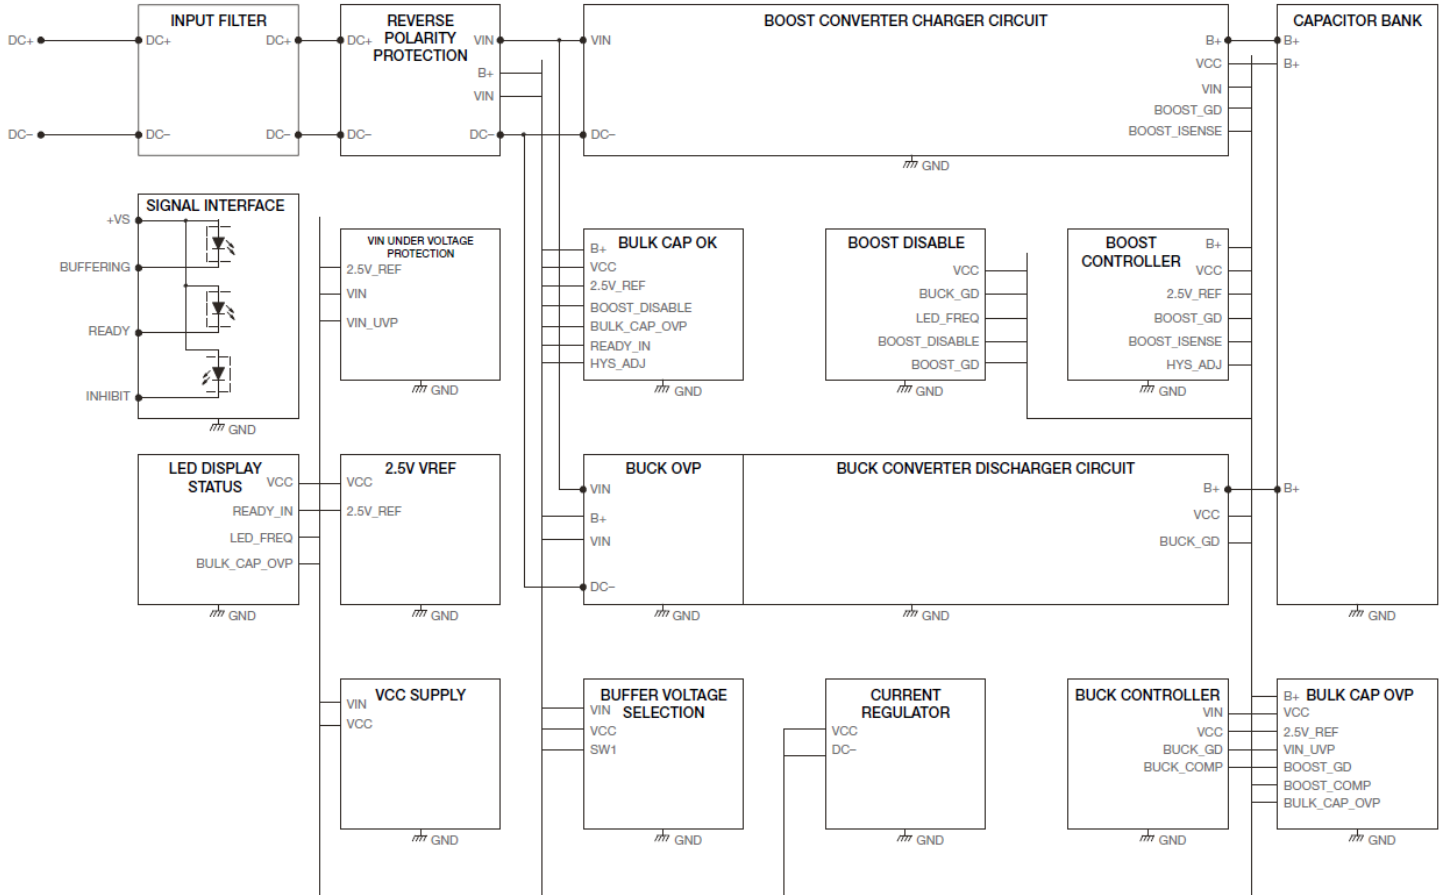 INPUT FILTER
DC+
DC+
DC+
DC−
DC−
DC−
REVERSE
POLARITY
PROTECTION
DC+
VIN
B+
VIN
DC−
DC−
BOOST CONVERTER CHARGER CIRCUIT
VIN
DC−
B+
VCC
VIN
BOOST_GD
BOOST_ISENSE
GND
CAPACITOR BANK
B+
B+
B+
GND
SIGNAL INTERFACE
+VS
BUFFERING
READY
INHIBIT
GND
VIN UNDER VOLTAGE
PROTECTION
2.5V_REF
VIN
VIN_UVP
GND
BULK CAP OK
B+
VCC
2.5V_REF
BOOST_DISABLE
BULK_CAP_OVP
READY_IN
HYS_ADJ
GND
BOOST DISABLE
VCC
BUCK_GD
LED_FREQ
BOOST_DISABLE
BOOST_GD
GND
BOOST
CONTROLLER
B+
VCC
2.5V_REF
BOOST_GD
BOOST_ISENSE
HYS_ADJ
GND
LED DISPLAY
STATUS
VCC
READY_IN
LED_FREQ
BULK_CAP_OVP
GND
2.5V VREF
VCC
2.5V_REF
GND
BUCK OVP
VIN
B+
VIN
DC−
GND
BUCK CONVERTER DISCHARGER CIRCUIT
B+
VCC
BUCK_GD
GND
VCC SUPPLY
VIN
VCC
GND
BUFFER VOLTAGE
SELECTION
VIN
VCC
SW1
GND
CURRENT
REGULATOR
VCC
DC−
GND
BUCK CONTROLLER
VIN
VCC
BUCK_GD
BUCK_COMP
GND
BULK CAP OVP
B+
VCC
2.5V_REF
VIN_UVP
BOOST_GD
BOOST_COMP
BULK_CAP_OVP
GND